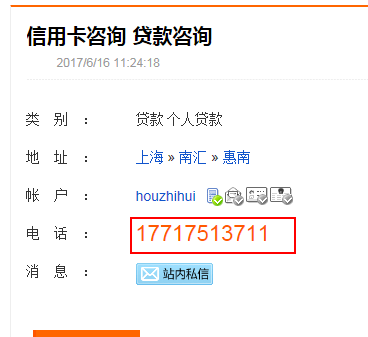 信用卡咨询 贷款咨询
2017/6/16 11:24:18
类 别 : 贷款 个人贷款
地 址 : 上海 » 南汇 » 惠南
帐 户 : houzhihui
电 话 : 17717513711
消 息 : 站内私信